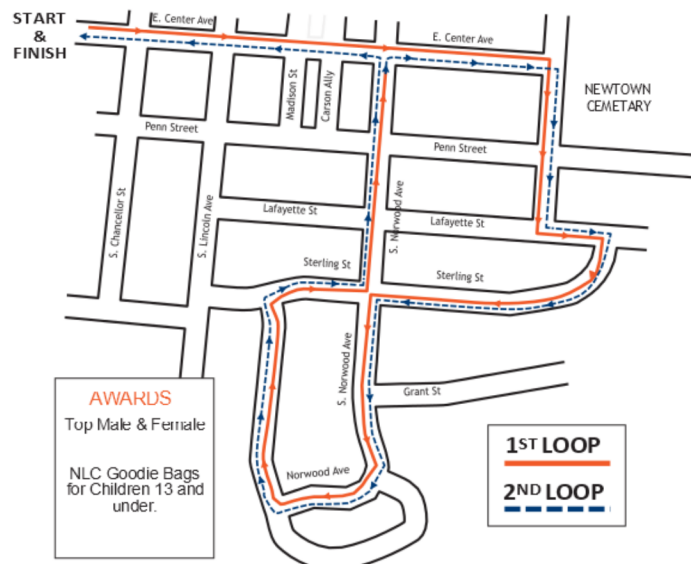 START
&
FINISH
E. Center Ave
E. Center Ave
NEWTOWN
CEMETARY
Madison St
Carson Ally
Penn Street
Penn Street
S. Chancellor St
S. Lincoln Ave
Lafayette St
S. Norwood Ave
Lafayette St
Sterling St
Sterling St
S. Norwood Ave
Grant St
Norwood Ave
AWARDS
Top Male & Female
NLC Goodie Bags
for Children 13 and
under.
1ST LOOP
2ND LOOP